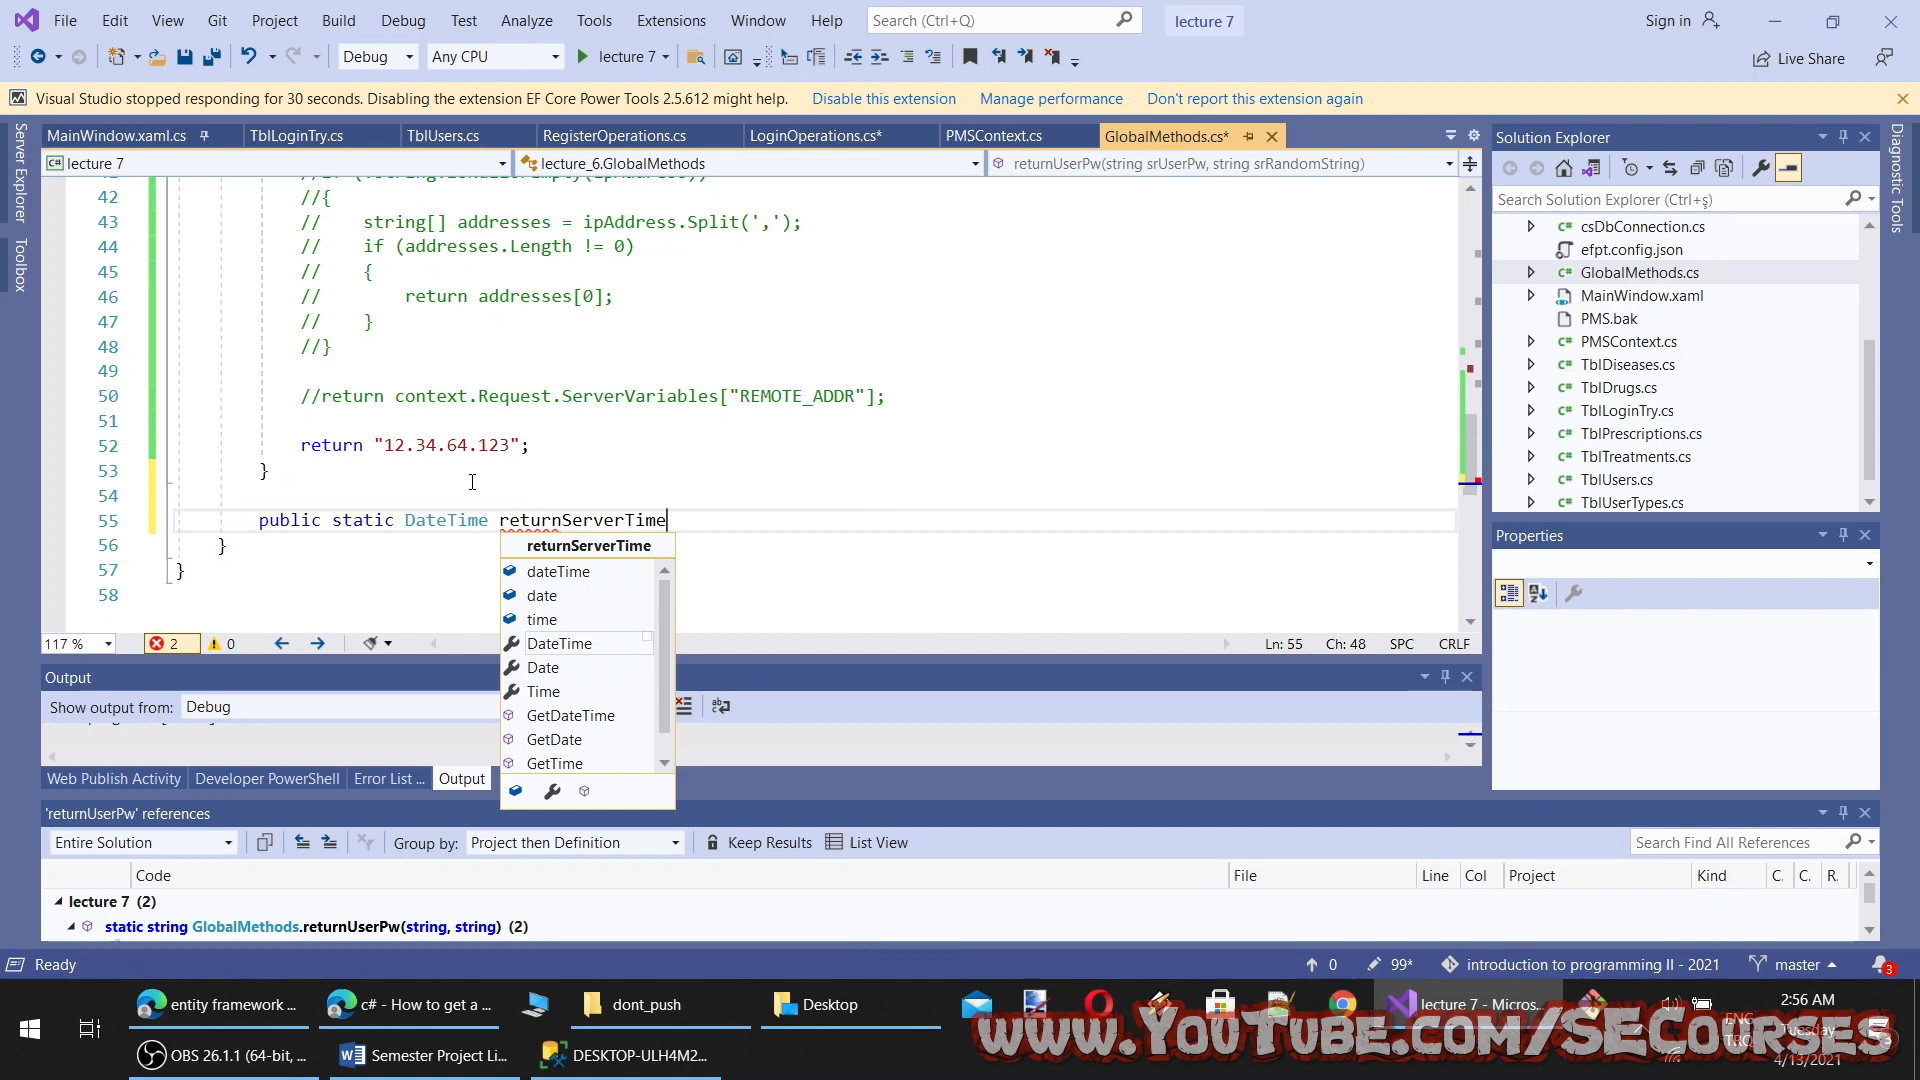 File Edit View Git Project Build Debug Test Analyze Tools Extensions Window Help Search (Ctrl+Q) lecture 7 Sign in
Debug Any CPU lecture 7 Live Share
Visual Studio stopped responding for 30 seconds. Disabling the extension EF Core Power Tools 2.5.612 might help. Disable this extension Manage performance Don't report this extension again
Server Explorer
Toolbox
MainWindow.xaml.cs TblLoginTry.cs TblUsers.cs RegisterOperations.cs LoginOperations.cs* PMSContext.cs GlobalMethods.cs*
C# lecture 7 lecture_6.GlobalMethods returnUserPw(string srUserPw, string srRandomString)
42 //{
43 // string[] addresses = ipAddress.Split(',');
44 // if (addresses.Length != 0)
45 // {
46 // return addresses[0];
47 // }
48 //}
49
50 //return context.Request.ServerVariables["REMOTE_ADDR"];
51
52 return "12.34.64.123";
53 }
54
55 public static DateTime returnServerTime
56 }
57 }
58
returnServerTime
dateTime
date
time
DateTime
Date
Time
GetDateTime
GetDate
GetTime
117 % 2 0 Ln: 55 Ch: 48 SPC CRLF
Output
Show output from: Debug
Web Publish Activity Developer PowerShell Error List ... Output
'returnUserPw' references
Entire Solution Group by: Project then Definition Keep Results List View Search Find All References
Code File Line Col Project Kind C. C. R.
lecture 7 (2)
static string GlobalMethods.returnUserPw(string, string) (2)
Solution Explorer
Search Solution Explorer (Ctrl+ş)
C# csDbConnection.cs
efpt.config.json
C# GlobalMethods.cs
MainWindow.xaml
PMS.bak
C# PMSContext.cs
C# TblDiseases.cs
C# TblDrugs.cs
C# TblLoginTry.cs
C# TblPrescriptions.cs
C# TblTreatments.cs
C# TblUsers.cs
C# TblUserTypes.cs
Properties
Diagnostic Tools
Ready 0 99* introduction to programming II - 2021 master 3
entity framework ... c# - How to get a ... dont_push Desktop lecture 7 - Micros... ENG 2:56 AM
OBS 26.1.1 (64-bit, ... Semester Project Li... DESKTOP-ULH4M2... TRQ Tuesday 4/13/2021
www.YouTube.com/SECourses